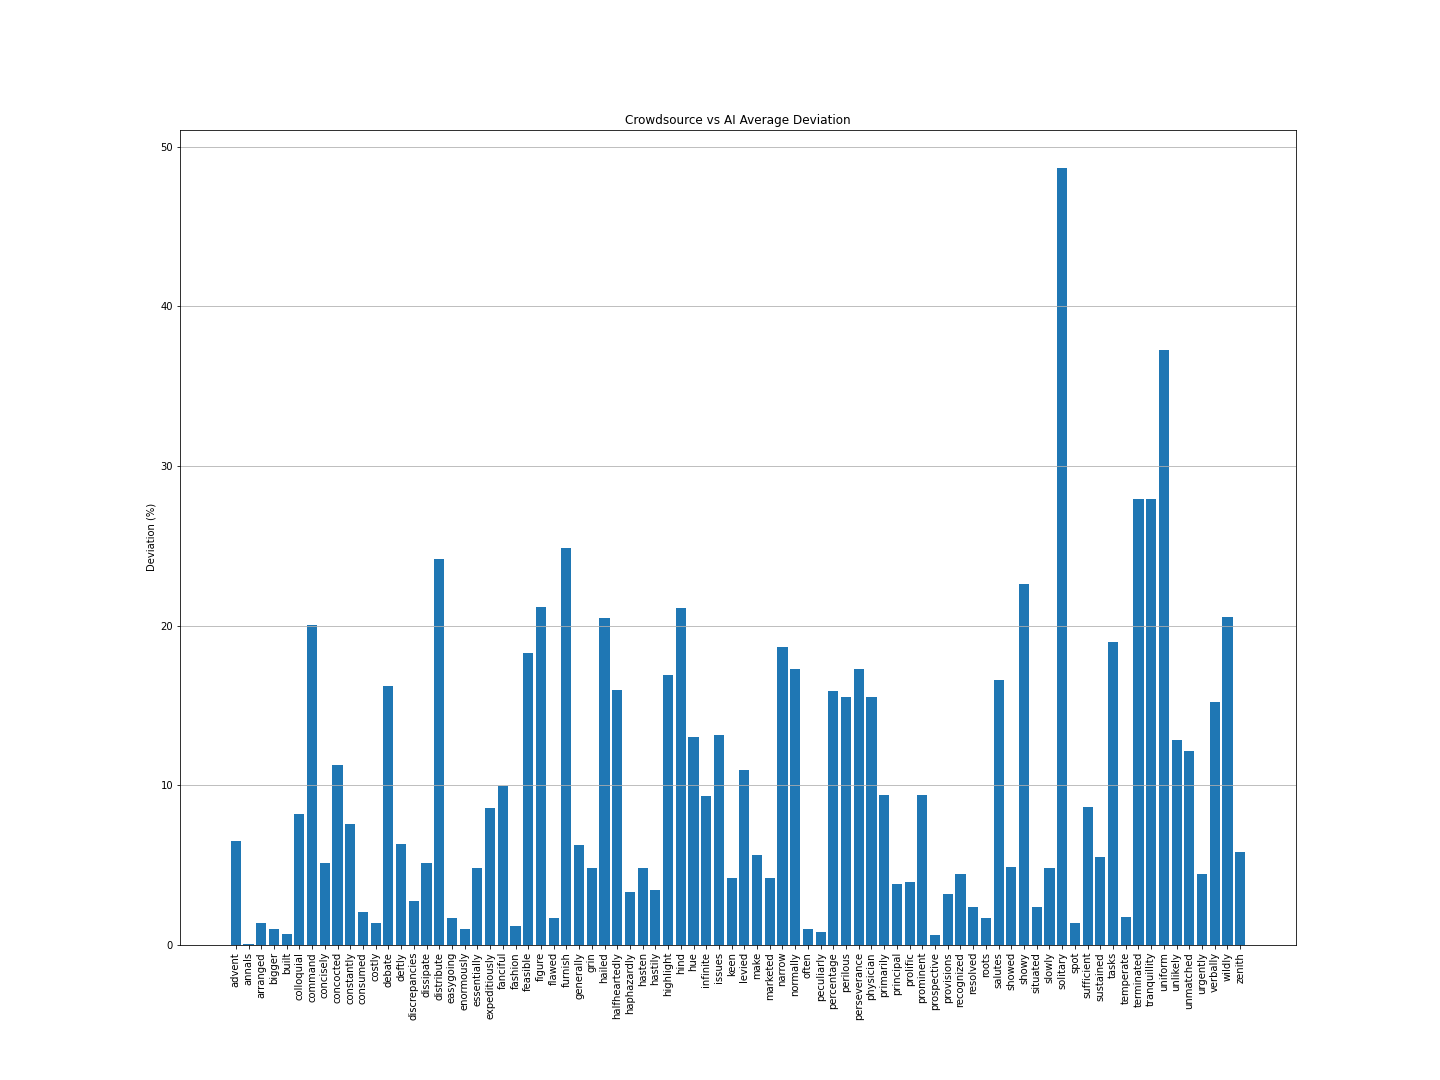 Crowdsource vs AI Average Deviation
50
40
30
20
10
0
Deviation (%)
advent
annals
arranged
bigger
built
colloquial
command
concisely
concocted
constantly
consumed
costly
debate
deftly
discrepancies
dissipate
distribute
easygoing
enormously
essentially
expeditiously
fanciful
fashion
feasible
figure
flawed
furnish
generally
grin
hailed
halfheartedly
haphazardly
hasten
hastily
highlight
hind
hue
infinite
issues
keen
levied
make
marketed
narrow
normally
often
peculiarly
percentage
perilous
perseverance
physician
primarily
principal
prolific
prominent
prospective
provisions
recognized
resolved
roots
salutes
showed
showy
situated
slowly
solitary
spot
sufficient
sustained
tasks
temperate
terminated
tranquility
uniform
unlikely
unmatched
urgently
verbally
wildly
zenith